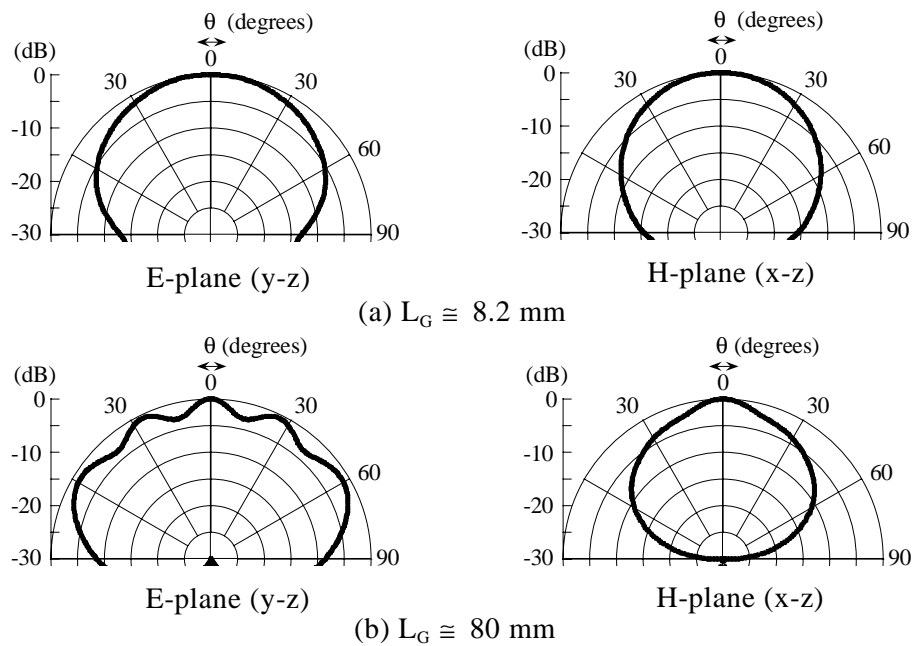 θ (degrees)
(dB)
0
30
30
0
-10
-20
-30
60
90
E-plane (y-z)
θ (degrees)
(dB)
0
30
30
0
-10
-20
-30
60
90
H-plane (x-z)
(a) L_G ≅ 8.2 mm
θ (degrees)
(dB)
0
30
30
0
-10
-20
-30
60
90
E-plane (y-z)
θ (degrees)
(dB)
0
30
30
0
-10
-20
-30
60
90
H-plane (x-z)
(b) L_G ≅ 80 mm